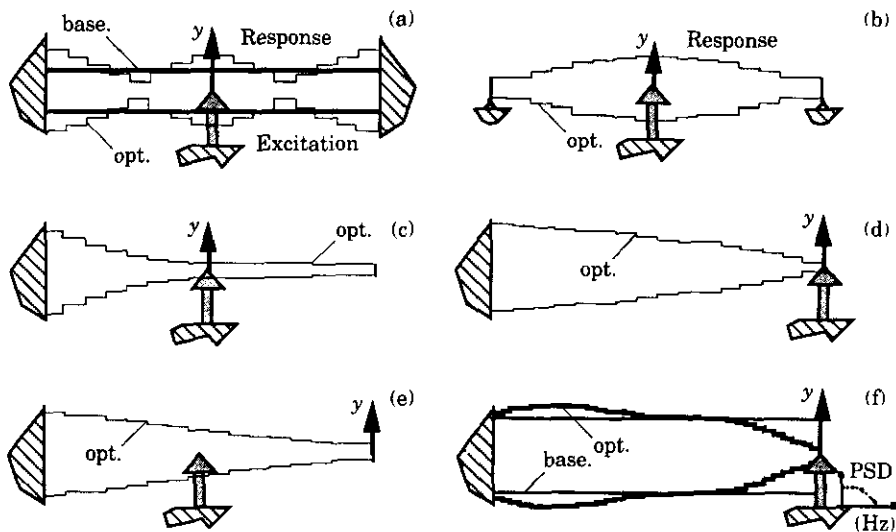 base.
y
Response
(a)
opt.
Excitation
y
Response
(b)
opt.
y
opt.
(c)
y
(d)
opt.
y
(e)
opt.
y
(f)
opt.
base.
PSD
(Hz)